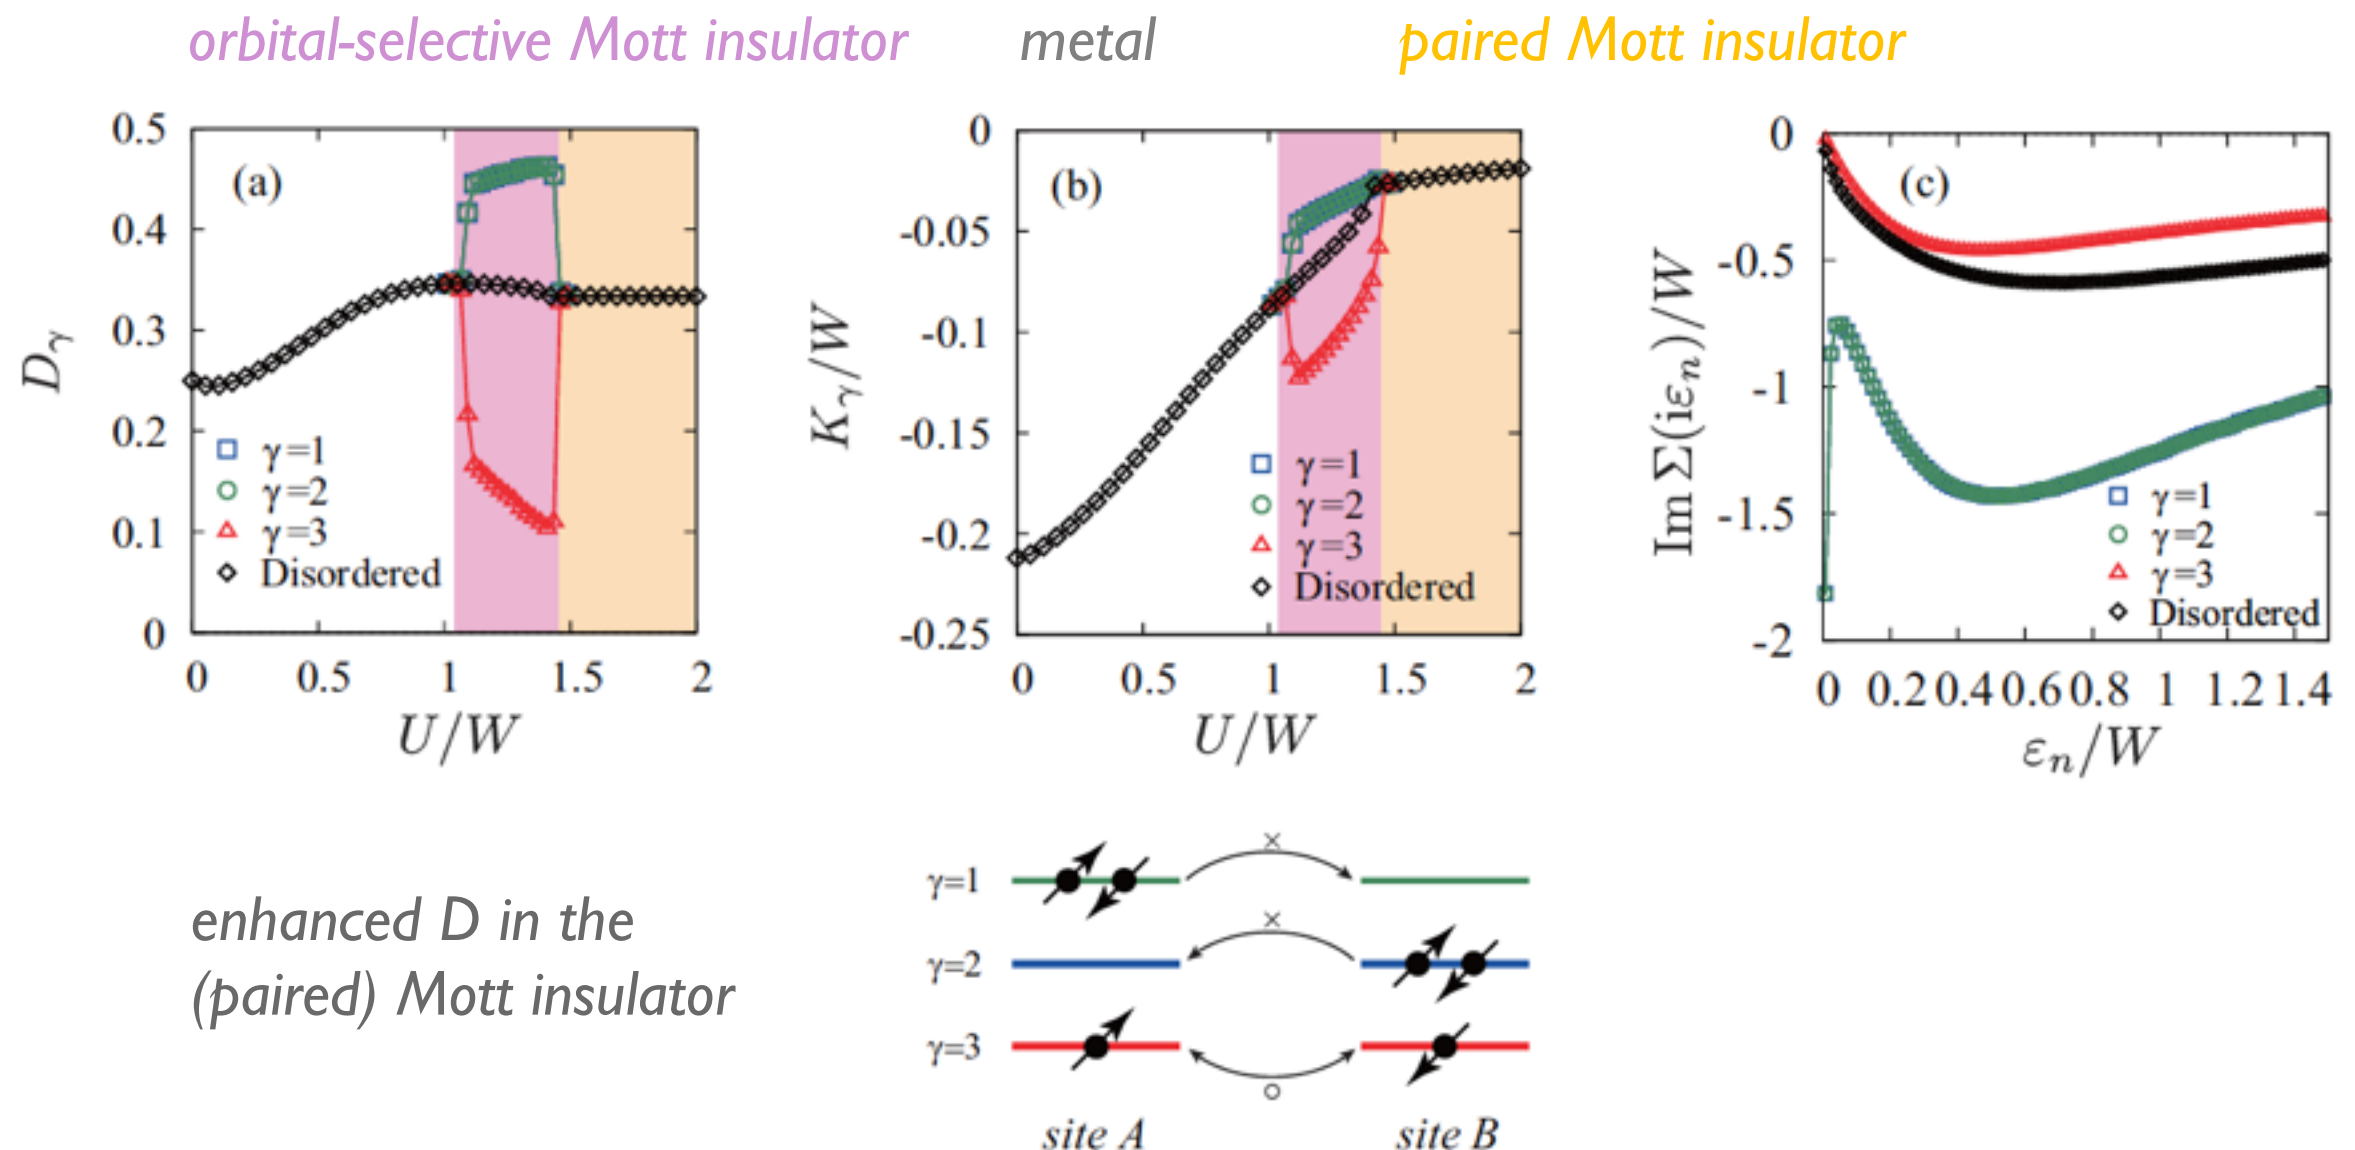 orbital-selective Mott insulator metal paired Mott insulator
(a)
0.5
0.4
0.3
0.2
0.1
0
Dγ
γ=1
γ=2
γ=3
Disordered
0 0.5 1 1.5 2
U/W
(b)
0
-0.05
-0.1
-0.15
-0.2
-0.25
Kγ/W
γ=1
γ=2
γ=3
Disordered
0 0.5 1 1.5 2
U/W
(c)
0
-0.5
-1
-1.5
-2
Im Σ(iεn)/W
γ=1
γ=2
γ=3
Disordered
0 0.2 0.4 0.6 0.8 1 1.2 1.4
εn/W
enhanced D in the
(paired) Mott insulator
×
γ=1
×
γ=2
γ=3
site A site B